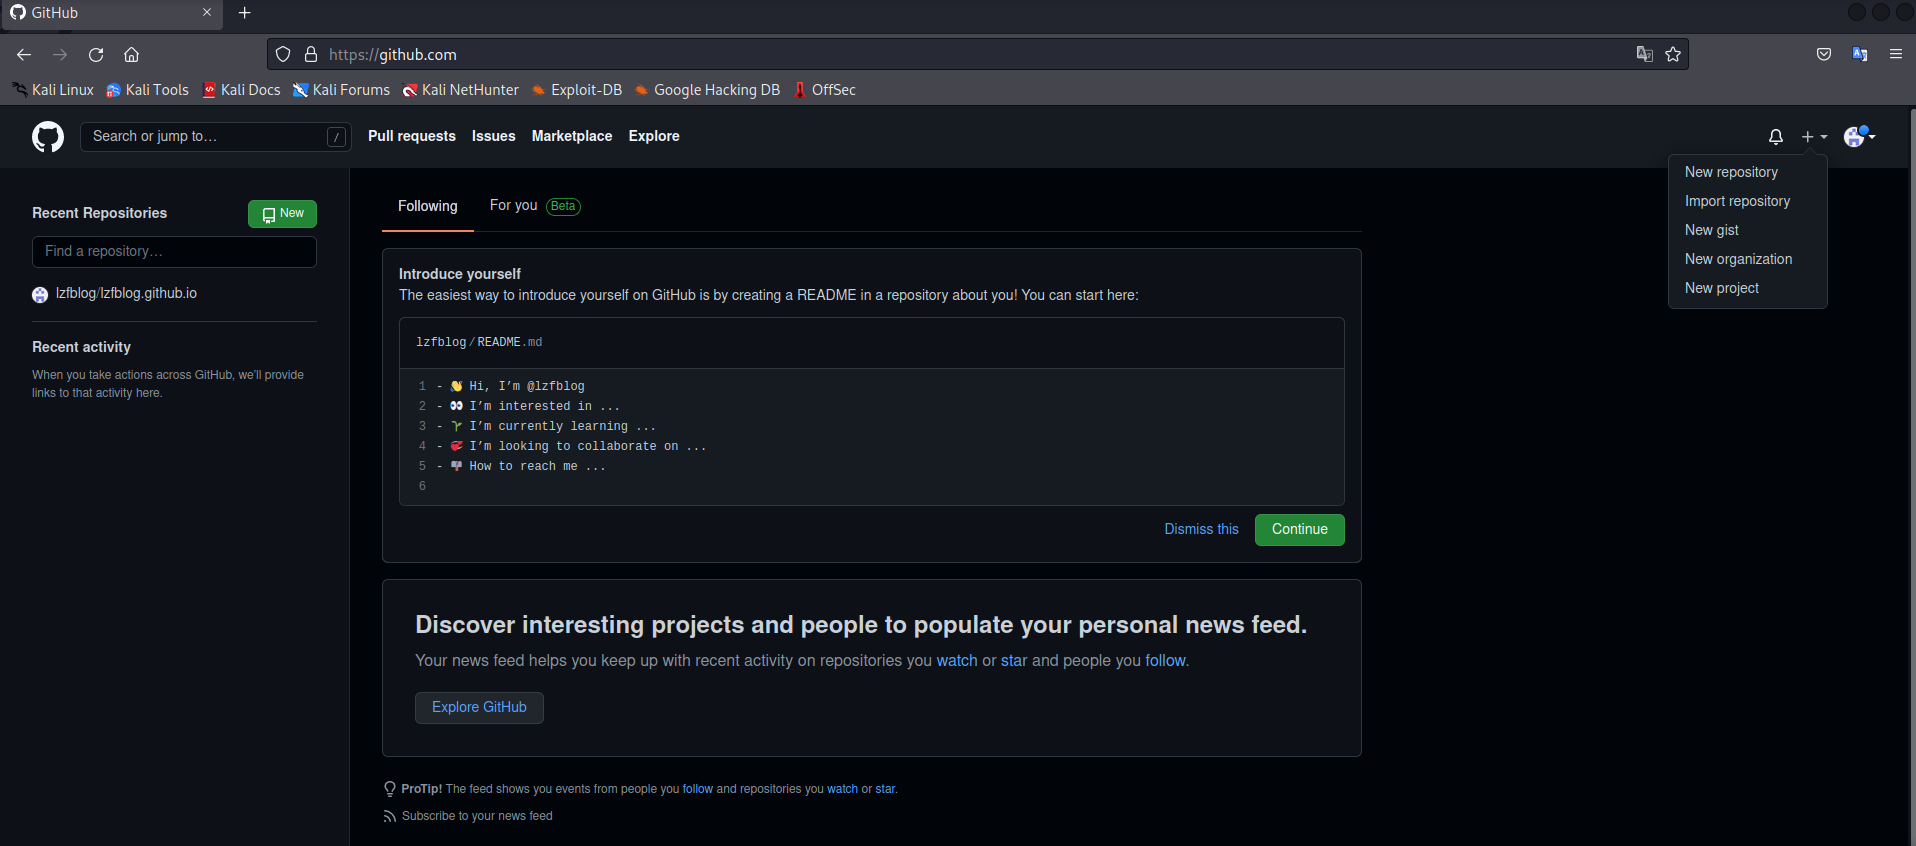 GitHub
https://github.com
Kali Linux Kali Tools Kali Docs Kali Forums Kali NetHunter Exploit-DB Google Hacking DB OffSec
Search or jump to… / Pull requests Issues Marketplace Explore
New repository
Import repository
New gist
New organization
New project
Recent Repositories New
Find a repository…
lzfblog/lzfblog.github.io
Recent activity
When you take actions across GitHub, we'll provide
links to that activity here.
Following For you Beta
Introduce yourself
The easiest way to introduce yourself on GitHub is by creating a README in a repository about you! You can start here:
lzfblog/README.md
1 - 👋 Hi, I’m @lzfblog
2 - 👀 I’m interested in ...
3 - 🌱 I’m currently learning ...
4 - 💞️ I’m looking to collaborate on ...
5 - 📫 How to reach me ...
6
Dismiss this Continue
Discover interesting projects and people to populate your personal news feed.
Your news feed helps you keep up with recent activity on repositories you watch or star and people you follow.
Explore GitHub
ProTip! The feed shows you events from people you follow and repositories you watch or star.
Subscribe to your news feed